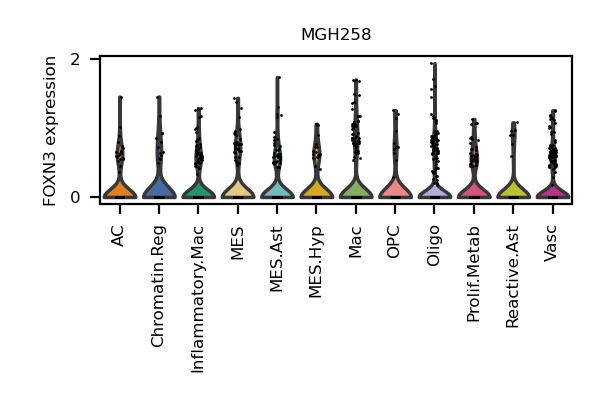 MGH258
FOXN3 expression
2
0
AC
Chromatin.Reg
Inflammatory.Mac
MES
MES.Ast
MES.Hyp
Mac
OPC
Oligo
Prolif.Metab
Reactive.Ast
Vasc